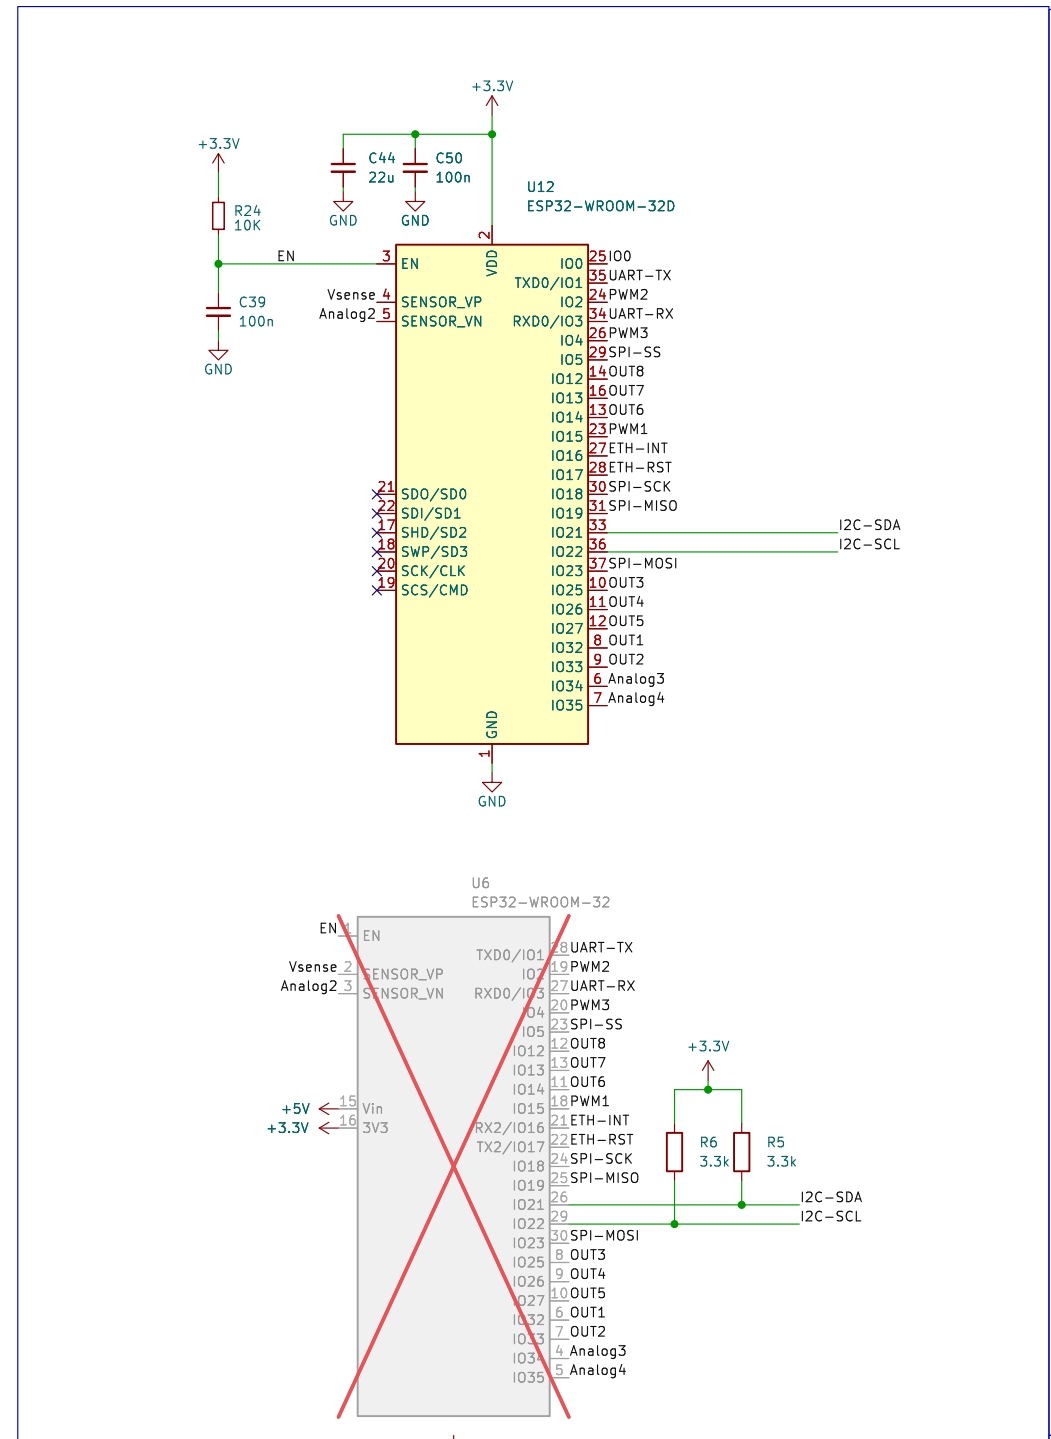 +3.3V
+3.3V
C44
22u
C50
100n
GND
GND
R24
10K
U12
ESP32-WROOM-32D
EN
C39
100n
GND
2
VDD
3 EN
Vsense 4 SENSOR_VP
Analog2 5 SENSOR_VN
21 SDO/SD0
22 SDI/SD1
17 SHD/SD2
18 SWP/SD3
20 SCK/CLK
19 SCS/CMD
IO0 25 IO0
TXD0/IO1 35 UART-TX
IO2 24 PWM2
RXD0/IO3 34 UART-RX
IO4 26 PWM3
IO5 29 SPI-SS
IO12 14 OUT8
IO13 16 OUT7
IO14 13 OUT6
IO15 23 PWM1
IO16 27 ETH-INT
IO17 28 ETH-RST
IO18 30 SPI-SCK
IO19 31 SPI-MISO
IO21 33 I2C-SDA
IO22 36 I2C-SCL
IO23 37 SPI-MOSI
IO25 10 OUT3
IO26 11 OUT4
IO27 12 OUT5
IO32 8 OUT1
IO33 9 OUT2
IO34 6 Analog3
IO35 7 Analog4
GND
1
GND
U6
ESP32-WROOM-32
EN 1 EN
Vsense 2 SENSOR_VP
Analog2 3 SENSOR_VN
+5V 15 Vin
+3.3V 16 3V3
TXD0/IO1 28 UART-TX
IO2 19 PWM2
RXD0/IO3 27 UART-RX
IO4 20 PWM3
IO5 23 SPI-SS
IO12 12 OUT8
IO13 13 OUT7
IO14 11 OUT6
IO15 18 PWM1
RX2/IO16 21 ETH-INT
TX2/IO17 22 ETH-RST
IO18 24 SPI-SCK
IO19 25 SPI-MISO
IO21 26 I2C-SDA
IO22 29 I2C-SCL
IO23 30 SPI-MOSI
IO25 8 OUT3
IO26 9 OUT4
IO27 10 OUT5
IO32 6 OUT1
IO33 7 OUT2
IO34 4 Analog3
IO35 5 Analog4
+3.3V
R6
3.3k
R5
3.3k